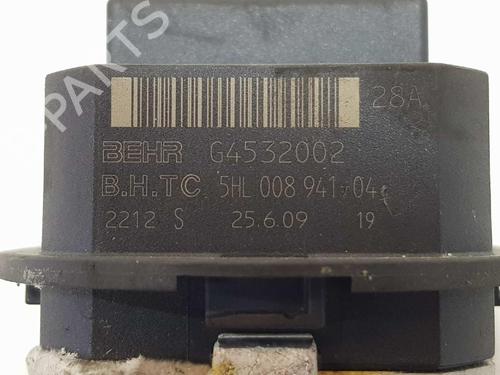 PARTS
28A
BEHR G4532002
B.H.TC 5HL 008 941-04
2212 S 25.6.09 19